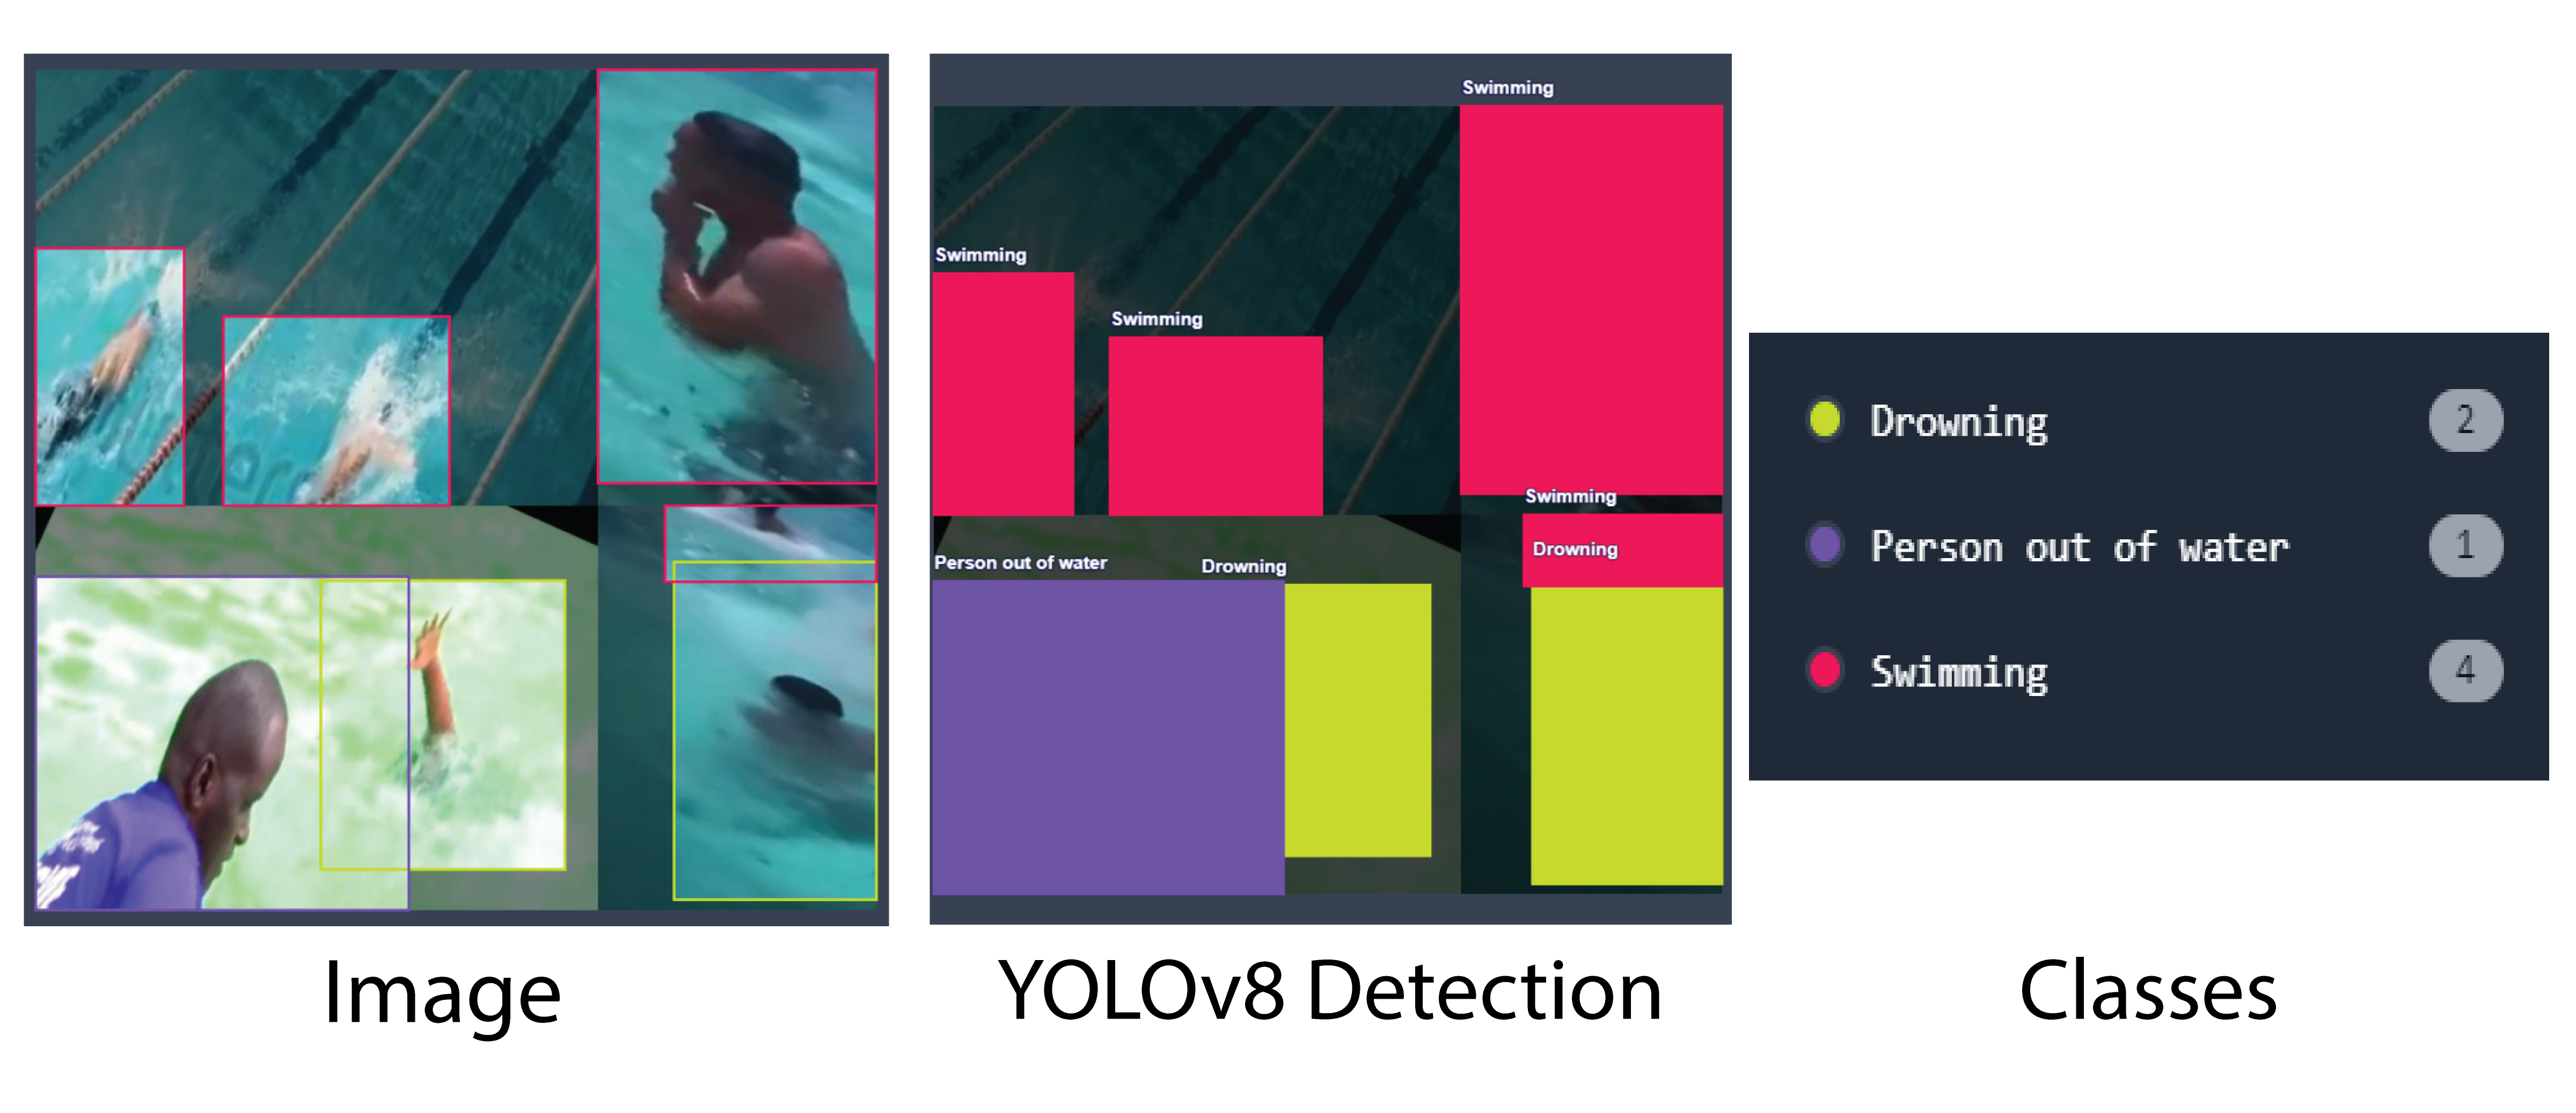 Swimming
Swimming
Swimming
Swimming
Drowning
Person out of water
Drowning
Drowning 2
Person out of water 1
Swimming 4
Image
YOLOv8 Detection
Classes